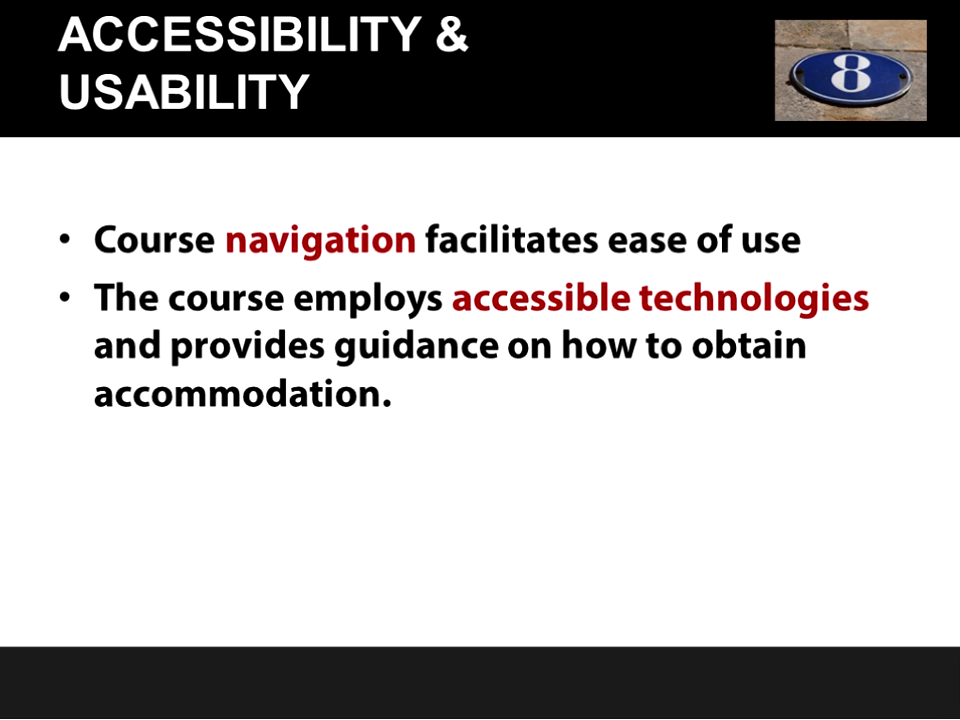 ACCESSIBILITY &
USABILITY
8
• Course navigation facilitates ease of use
• The course employs accessible technologies
and provides guidance on how to obtain
accommodation.